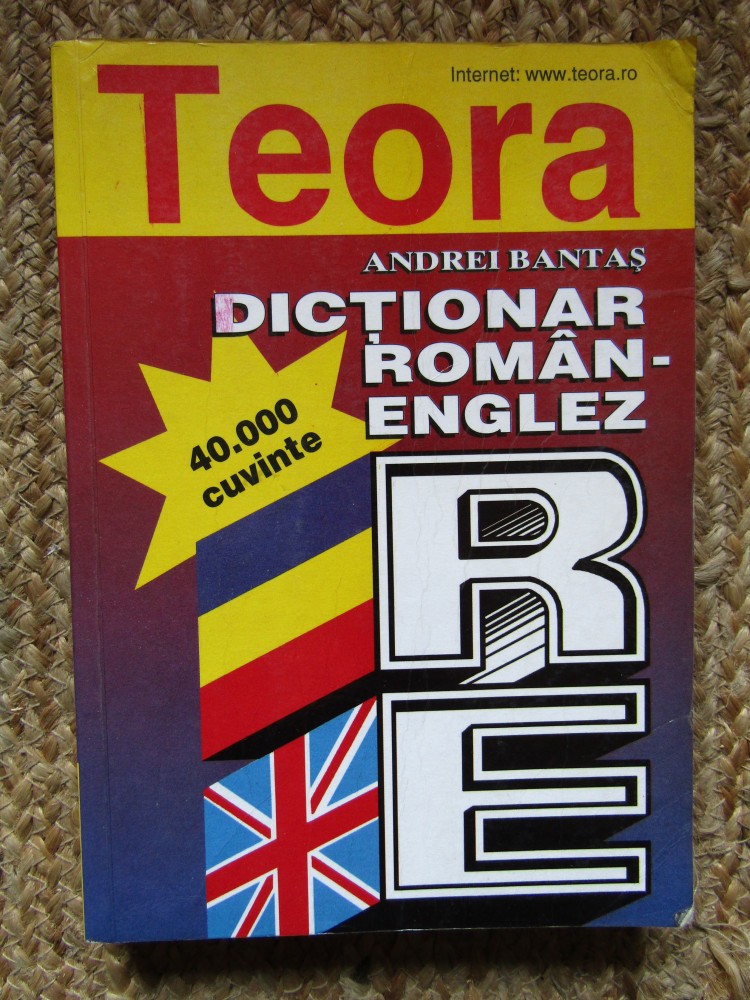 Internet: www.teora.ro
Teora
ANDREI BANTAŞ
DICŢIONAR
ROMÂN-
ENGLEZ
40.000
cuvinte
R
E